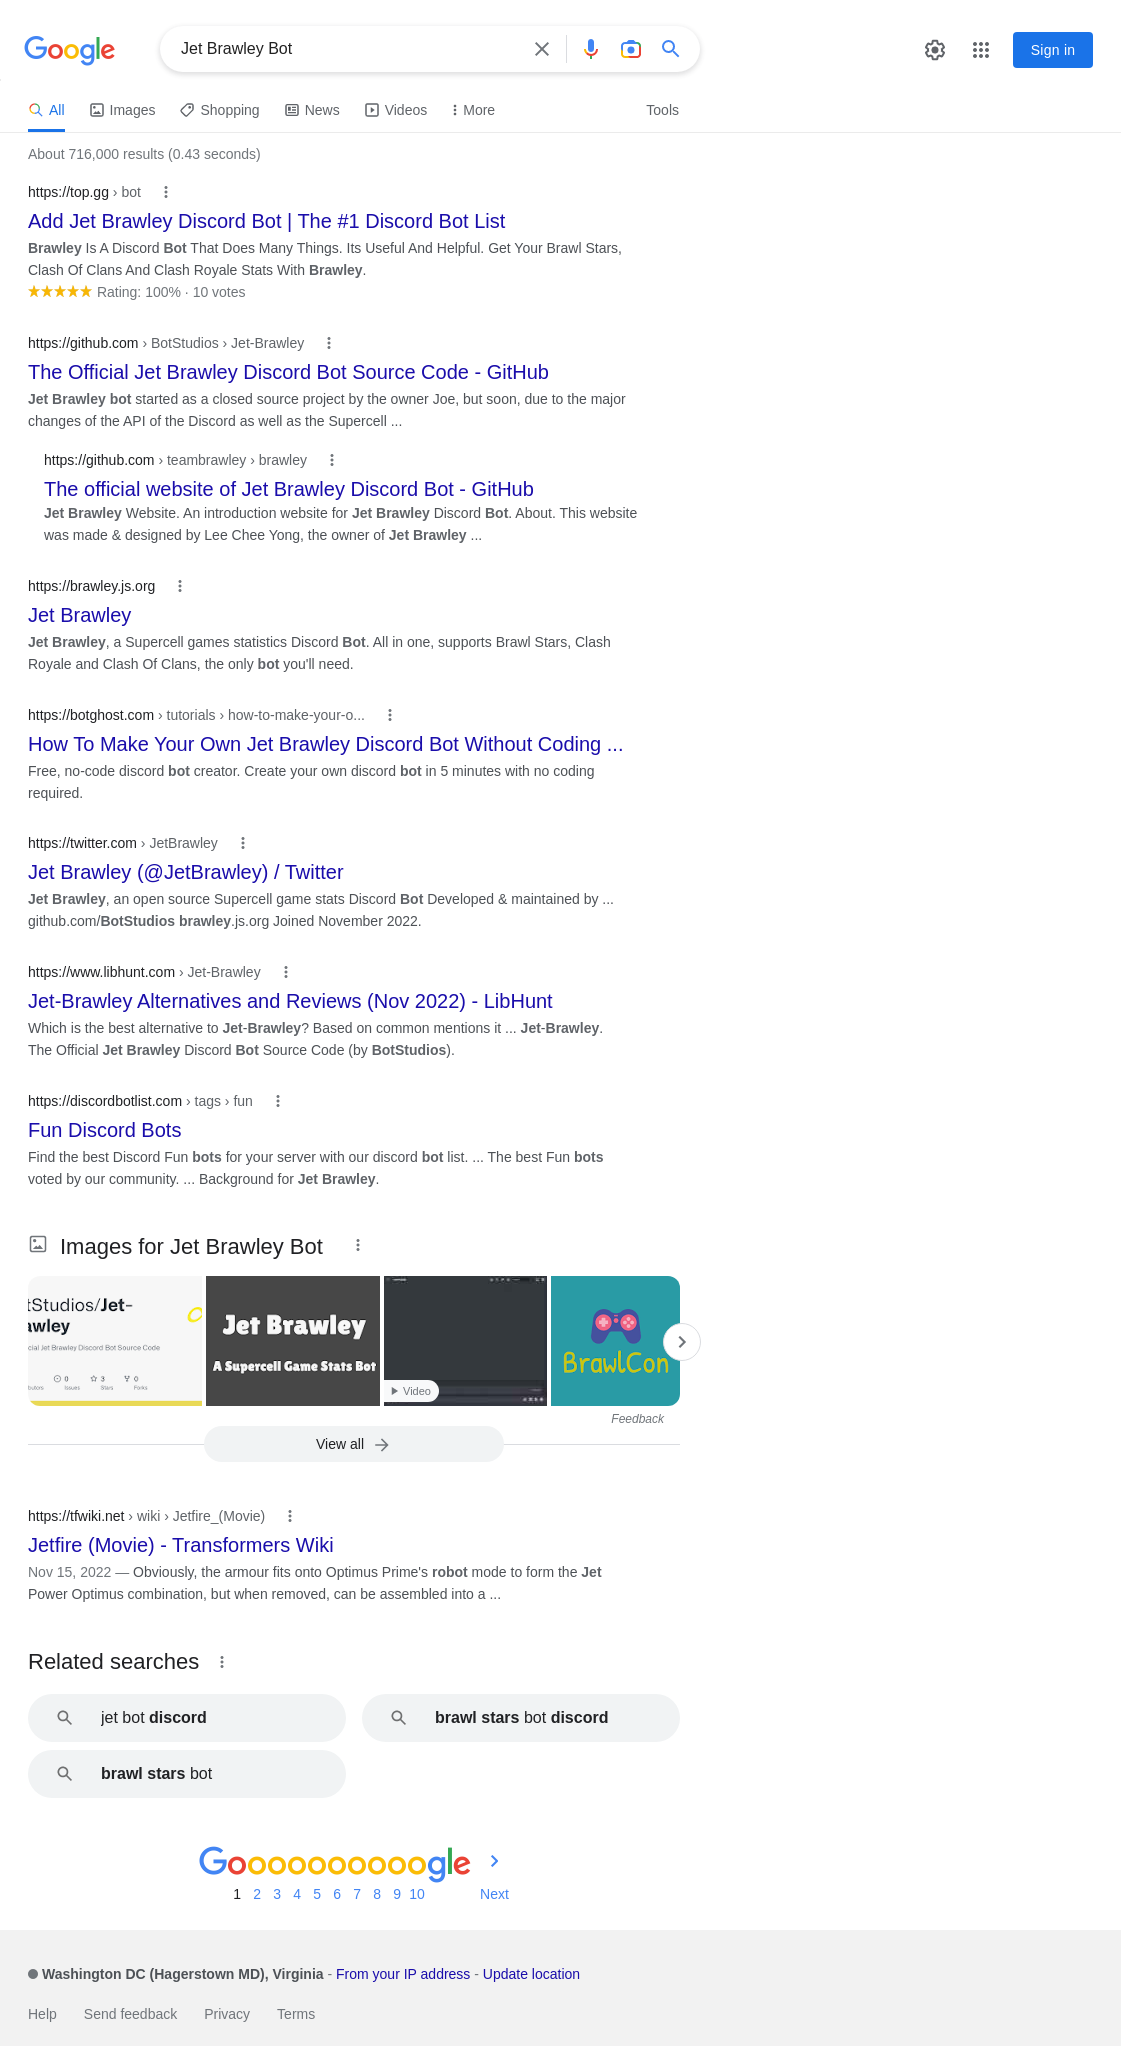 Google
Jet Brawley Bot
Sign in
All
Images
Shopping
News
Videos
More
Tools
About 716,000 results (0.43 seconds)
https://top.gg › bot
Add Jet Brawley Discord Bot | The #1 Discord Bot List
Brawley Is A Discord Bot That Does Many Things. Its Useful And Helpful. Get Your Brawl Stars,
Clash Of Clans And Clash Royale Stats With Brawley.
Rating: 100% · 10 votes
https://github.com › BotStudios › Jet-Brawley
The Official Jet Brawley Discord Bot Source Code - GitHub
Jet Brawley bot started as a closed source project by the owner Joe, but soon, due to the major
changes of the API of the Discord as well as the Supercell ...
https://github.com › teambrawley › brawley
The official website of Jet Brawley Discord Bot - GitHub
Jet Brawley Website. An introduction website for Jet Brawley Discord Bot. About. This website
was made & designed by Lee Chee Yong, the owner of Jet Brawley ...
https://brawley.js.org
Jet Brawley
Jet Brawley, a Supercell games statistics Discord Bot. All in one, supports Brawl Stars, Clash
Royale and Clash Of Clans, the only bot you'll need.
https://botghost.com › tutorials › how-to-make-your-o...
How To Make Your Own Jet Brawley Discord Bot Without Coding ...
Free, no-code discord bot creator. Create your own discord bot in 5 minutes with no coding
required.
https://twitter.com › JetBrawley
Jet Brawley (@JetBrawley) / Twitter
Jet Brawley, an open source Supercell game stats Discord Bot Developed & maintained by ...
github.com/BotStudios brawley.js.org Joined November 2022.
https://www.libhunt.com › Jet-Brawley
Jet-Brawley Alternatives and Reviews (Nov 2022) - LibHunt
Which is the best alternative to Jet-Brawley? Based on common mentions it ... Jet-Brawley.
The Official Jet Brawley Discord Bot Source Code (by BotStudios).
https://discordbotlist.com › tags › fun
Fun Discord Bots
Find the best Discord Fun bots for your server with our discord bot list. ... The best Fun bots
voted by our community. ... Background for Jet Brawley.
Images for Jet Brawley Bot
tStudios/Jet-
awley
cial Jet Brawley Discord Bot Source Code
0 3 0
butors Issues Stars Forks
Jet Brawley
A Supercell Game Stats Bot
Video
BrawlCon
Feedback
View all
https://tfwiki.net › wiki › Jetfire_(Movie)
Jetfire (Movie) - Transformers Wiki
Nov 15, 2022 — Obviously, the armour fits onto Optimus Prime's robot mode to form the Jet
Power Optimus combination, but when removed, can be assembled into a ...
Related searches
jet bot discord
brawl stars bot discord
brawl stars bot
Goooooooooogle
1 2 3 4 5 6 7 8 9 10 Next
Washington DC (Hagerstown MD), Virginia - From your IP address - Update location
Help Send feedback Privacy Terms